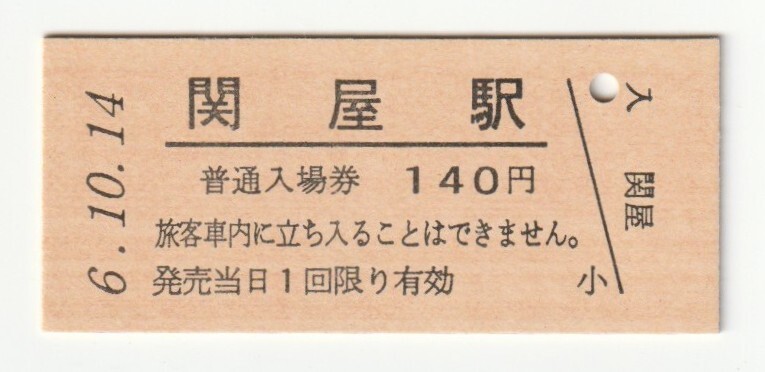 6.10.14
関屋駅
普通入場券 140円
旅客車内に立ち入ることはできません。
発売当日1回限り有効
小
入 関屋